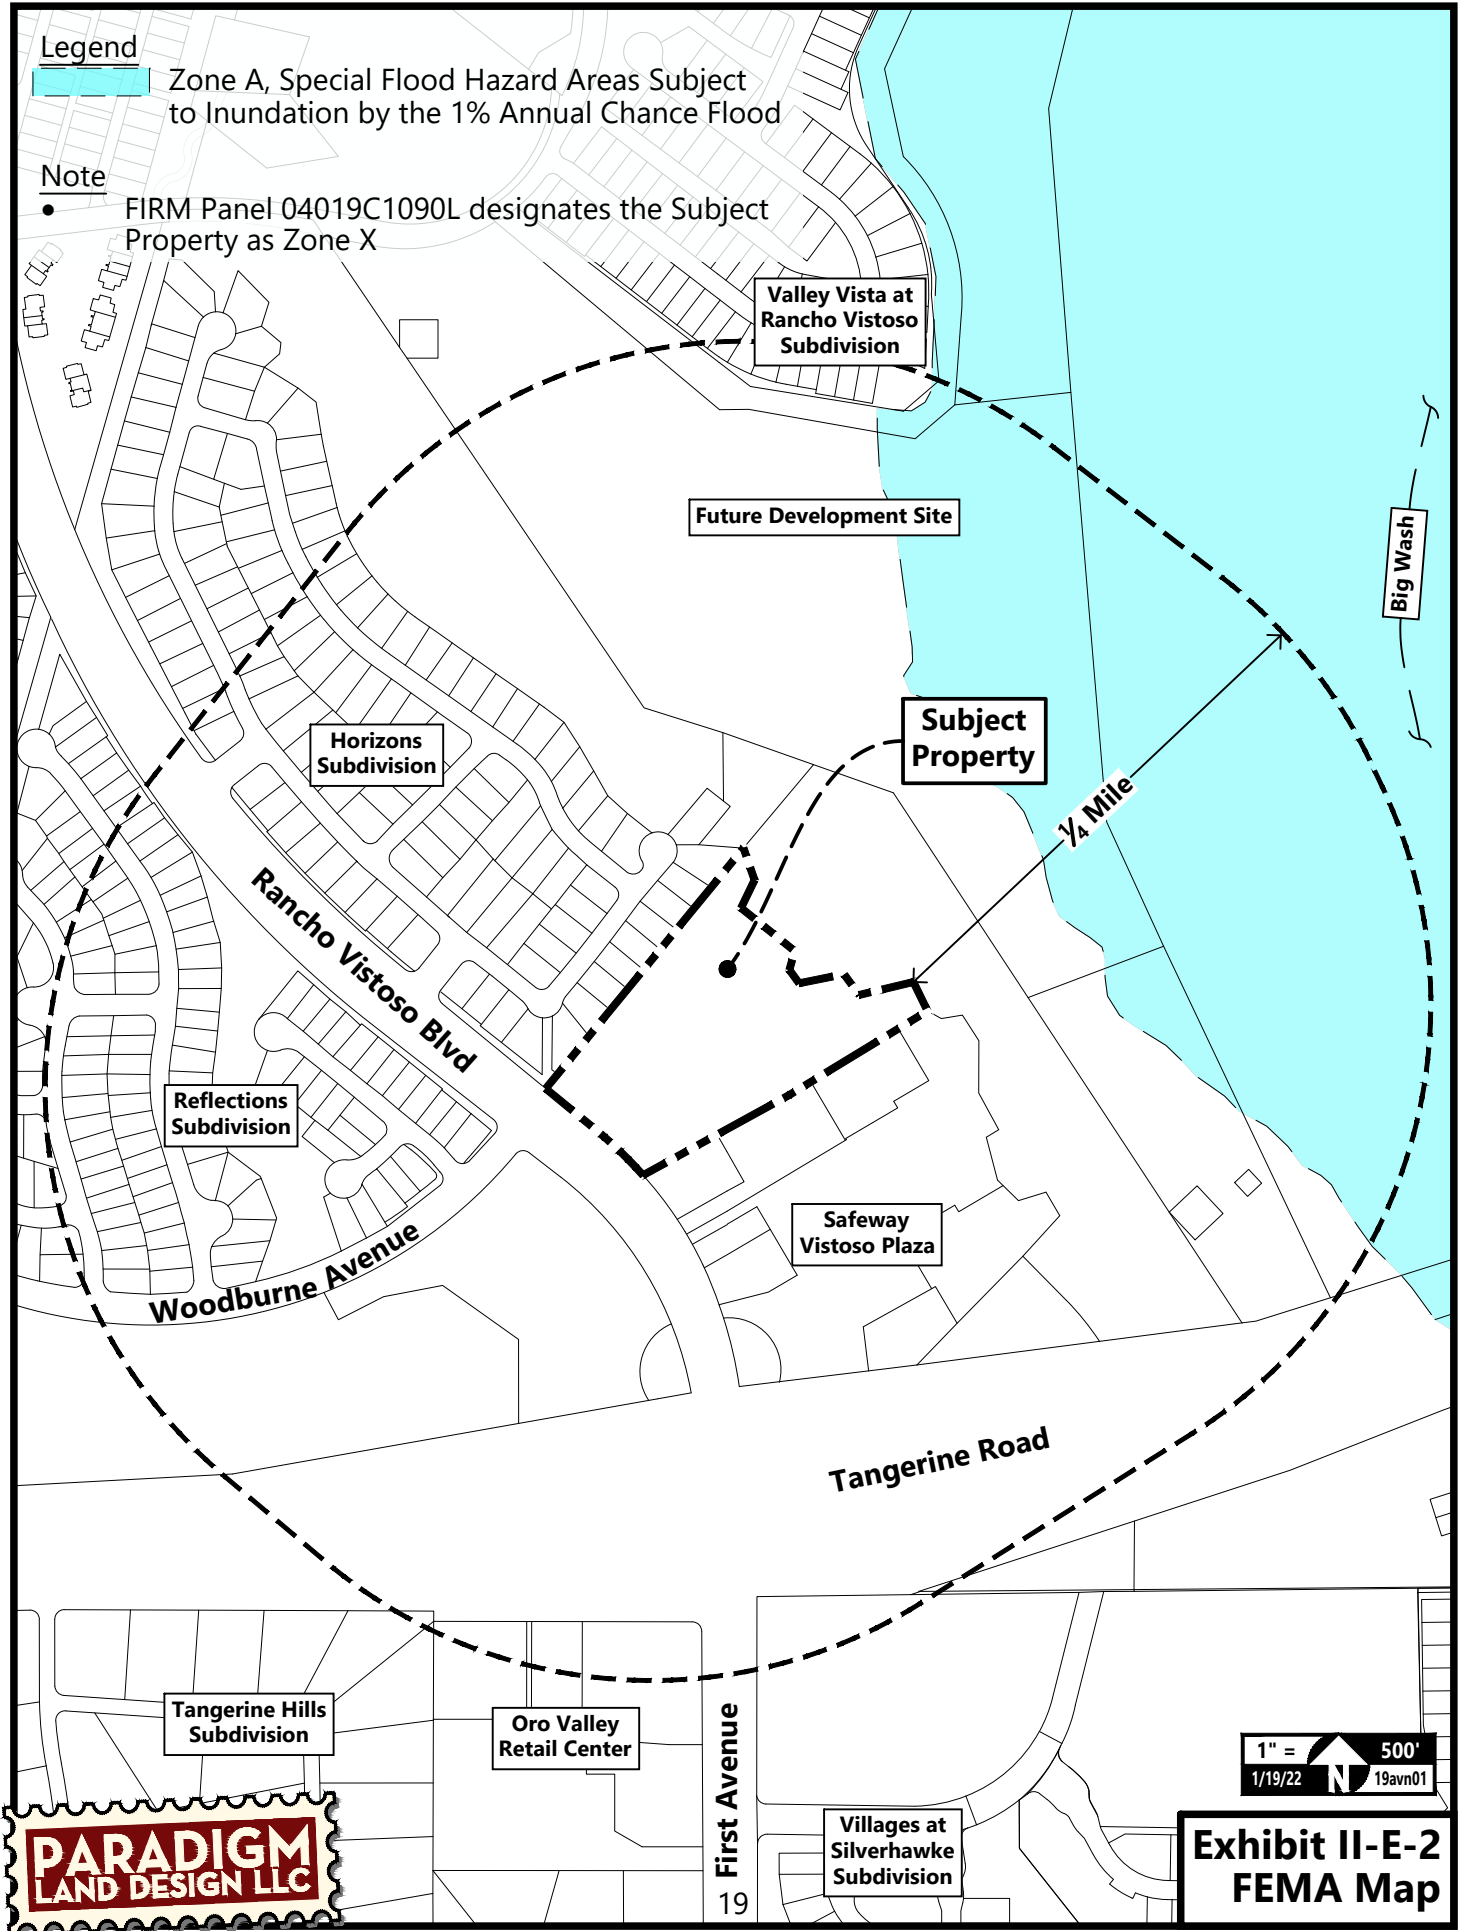 Legend
Zone A, Special Flood Hazard Areas Subject
to Inundation by the 1% Annual Chance Flood
Note
• FIRM Panel 04019C1090L designates the Subject
Property as Zone X
Valley Vista at
Rancho Vistoso
Subdivision
Future Development Site
Big Wash
Subject
Property
Horizons
Subdivision
¼ Mile
Rancho Vistoso Blvd
Reflections
Subdivision
Safeway
Vistoso Plaza
Woodburne Avenue
Tangerine Road
Tangerine Hills
Subdivision
Oro Valley
Retail Center
First Avenue
Villages at
Silverhawke
Subdivision
1" = 500'
1/19/22 N 19avn01
PARADIGM
LAND DESIGN LLC
19
Exhibit II-E-2
FEMA Map